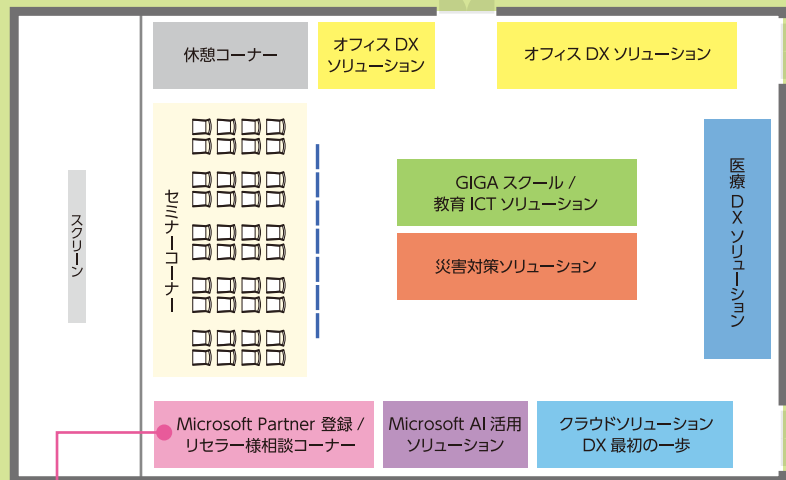 休憩コーナー
オフィス DX
ソリューション
オフィス DX ソリューション
スクリーン
セミナーコーナー
GIGA スクール /
教育 ICT ソリューション
災害対策ソリューション
医療 DX ソリューション
Microsoft Partner 登録 /
リセラー様相談コーナー
Microsoft AI 活用
ソリューション
クラウドソリューション
DX 最初の一歩